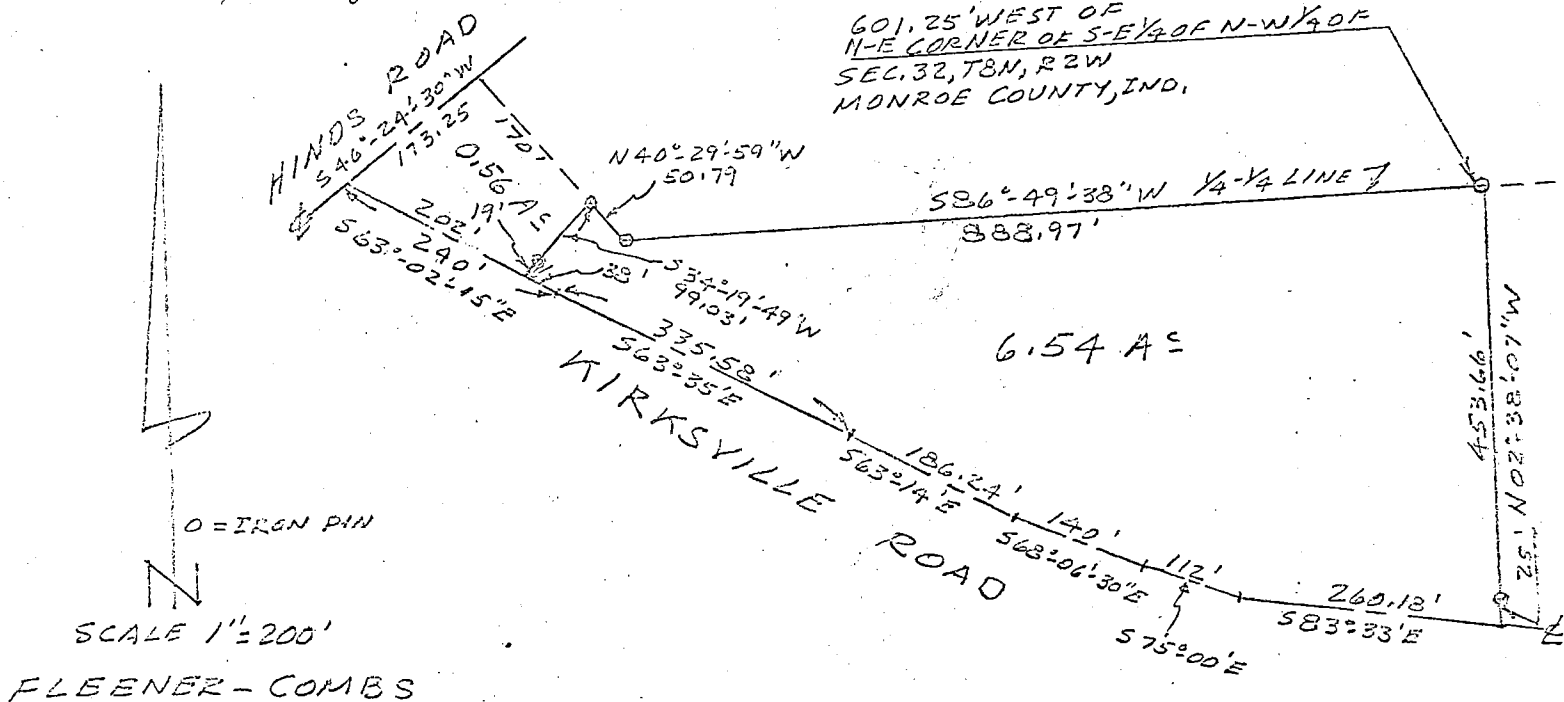 601.25' WEST OF
N-E CORNER OF S-E 1/4 OF N-W 1/4 OF
SEC. 32, T8N, R2W
MONROE COUNTY, IND.
HINDS ROAD
S46°-24'-30"W
173.25
170'
0.56 Ac
N40°-29'-59"W
50.79
S86°-49'-38"W 1/4-1/4 LINE
888.97'
202'
19'
240'
S63°-02'-15"E
38'
S34°-19'-49"W
99.03'
6.54 Ac
335.58'
S63°-35'E
KIRKSVILLE ROAD
186.24'
S63°-14'E
140'
S68°-06'-30"E
112'
S75°00'E
260.18'
S83°-33'E
453.66'
N02°-38'-07"W
25'
O = IRON PIN
N
SCALE 1"=200'
FLEENER-COMBS